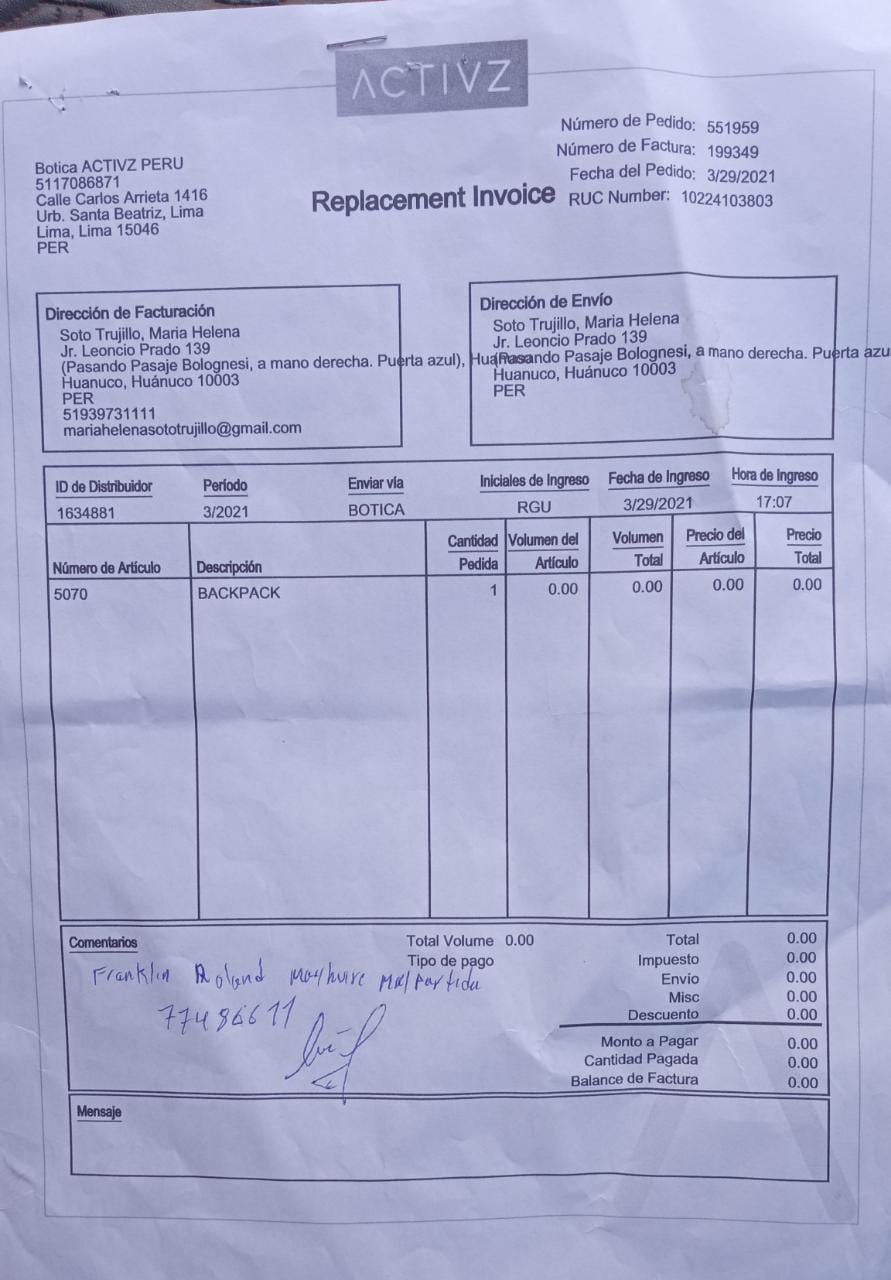 ACTIVZ
Número de Pedido: 551959
Número de Factura: 199349
Fecha del Pedido: 3/29/2021
RUC Number: 10224103803
Botica ACTIVZ PERU
5117086871
Calle Carlos Arrieta 1416
Urb. Santa Beatriz, Lima
Lima, Lima 15046
PER
Replacement Invoice
Dirección de Facturación
Soto Trujillo, Maria Helena
Jr. Leoncio Prado 139
(Pasando Pasaje Bolognesi, a mano derecha. Puerta azul),
Huanuco, Huánuco 10003
PER
51939731111
mariahelenasototrujillo@gmail.com
Dirección de Envío
Soto Trujillo, Maria Helena
Jr. Leoncio Prado 139
(Pasando Pasaje Bolognesi, a mano derecha. Puerta azu
Huanuco, Huánuco 10003
PER
ID de Distribuidor Período Enviar vía Iniciales de Ingreso Fecha de Ingreso Hora de Ingreso
1634881 3/2021 BOTICA RGU 3/29/2021 17:07
Número de Artículo Descripción Cantidad Pedida Volumen del Artículo Volumen Total Precio del Artículo Precio Total
5070 BACKPACK 1 0.00 0.00 0.00 0.00
Comentarios
Franklin Roland
Total Volume 0.00
Tipo de pago
Total 0.00
Impuesto 0.00
Envío 0.00
Misc 0.00
Descuento 0.00
Monto a Pagar 0.00
Cantidad Pagada 0.00
Balance de Factura 0.00
Mensaje